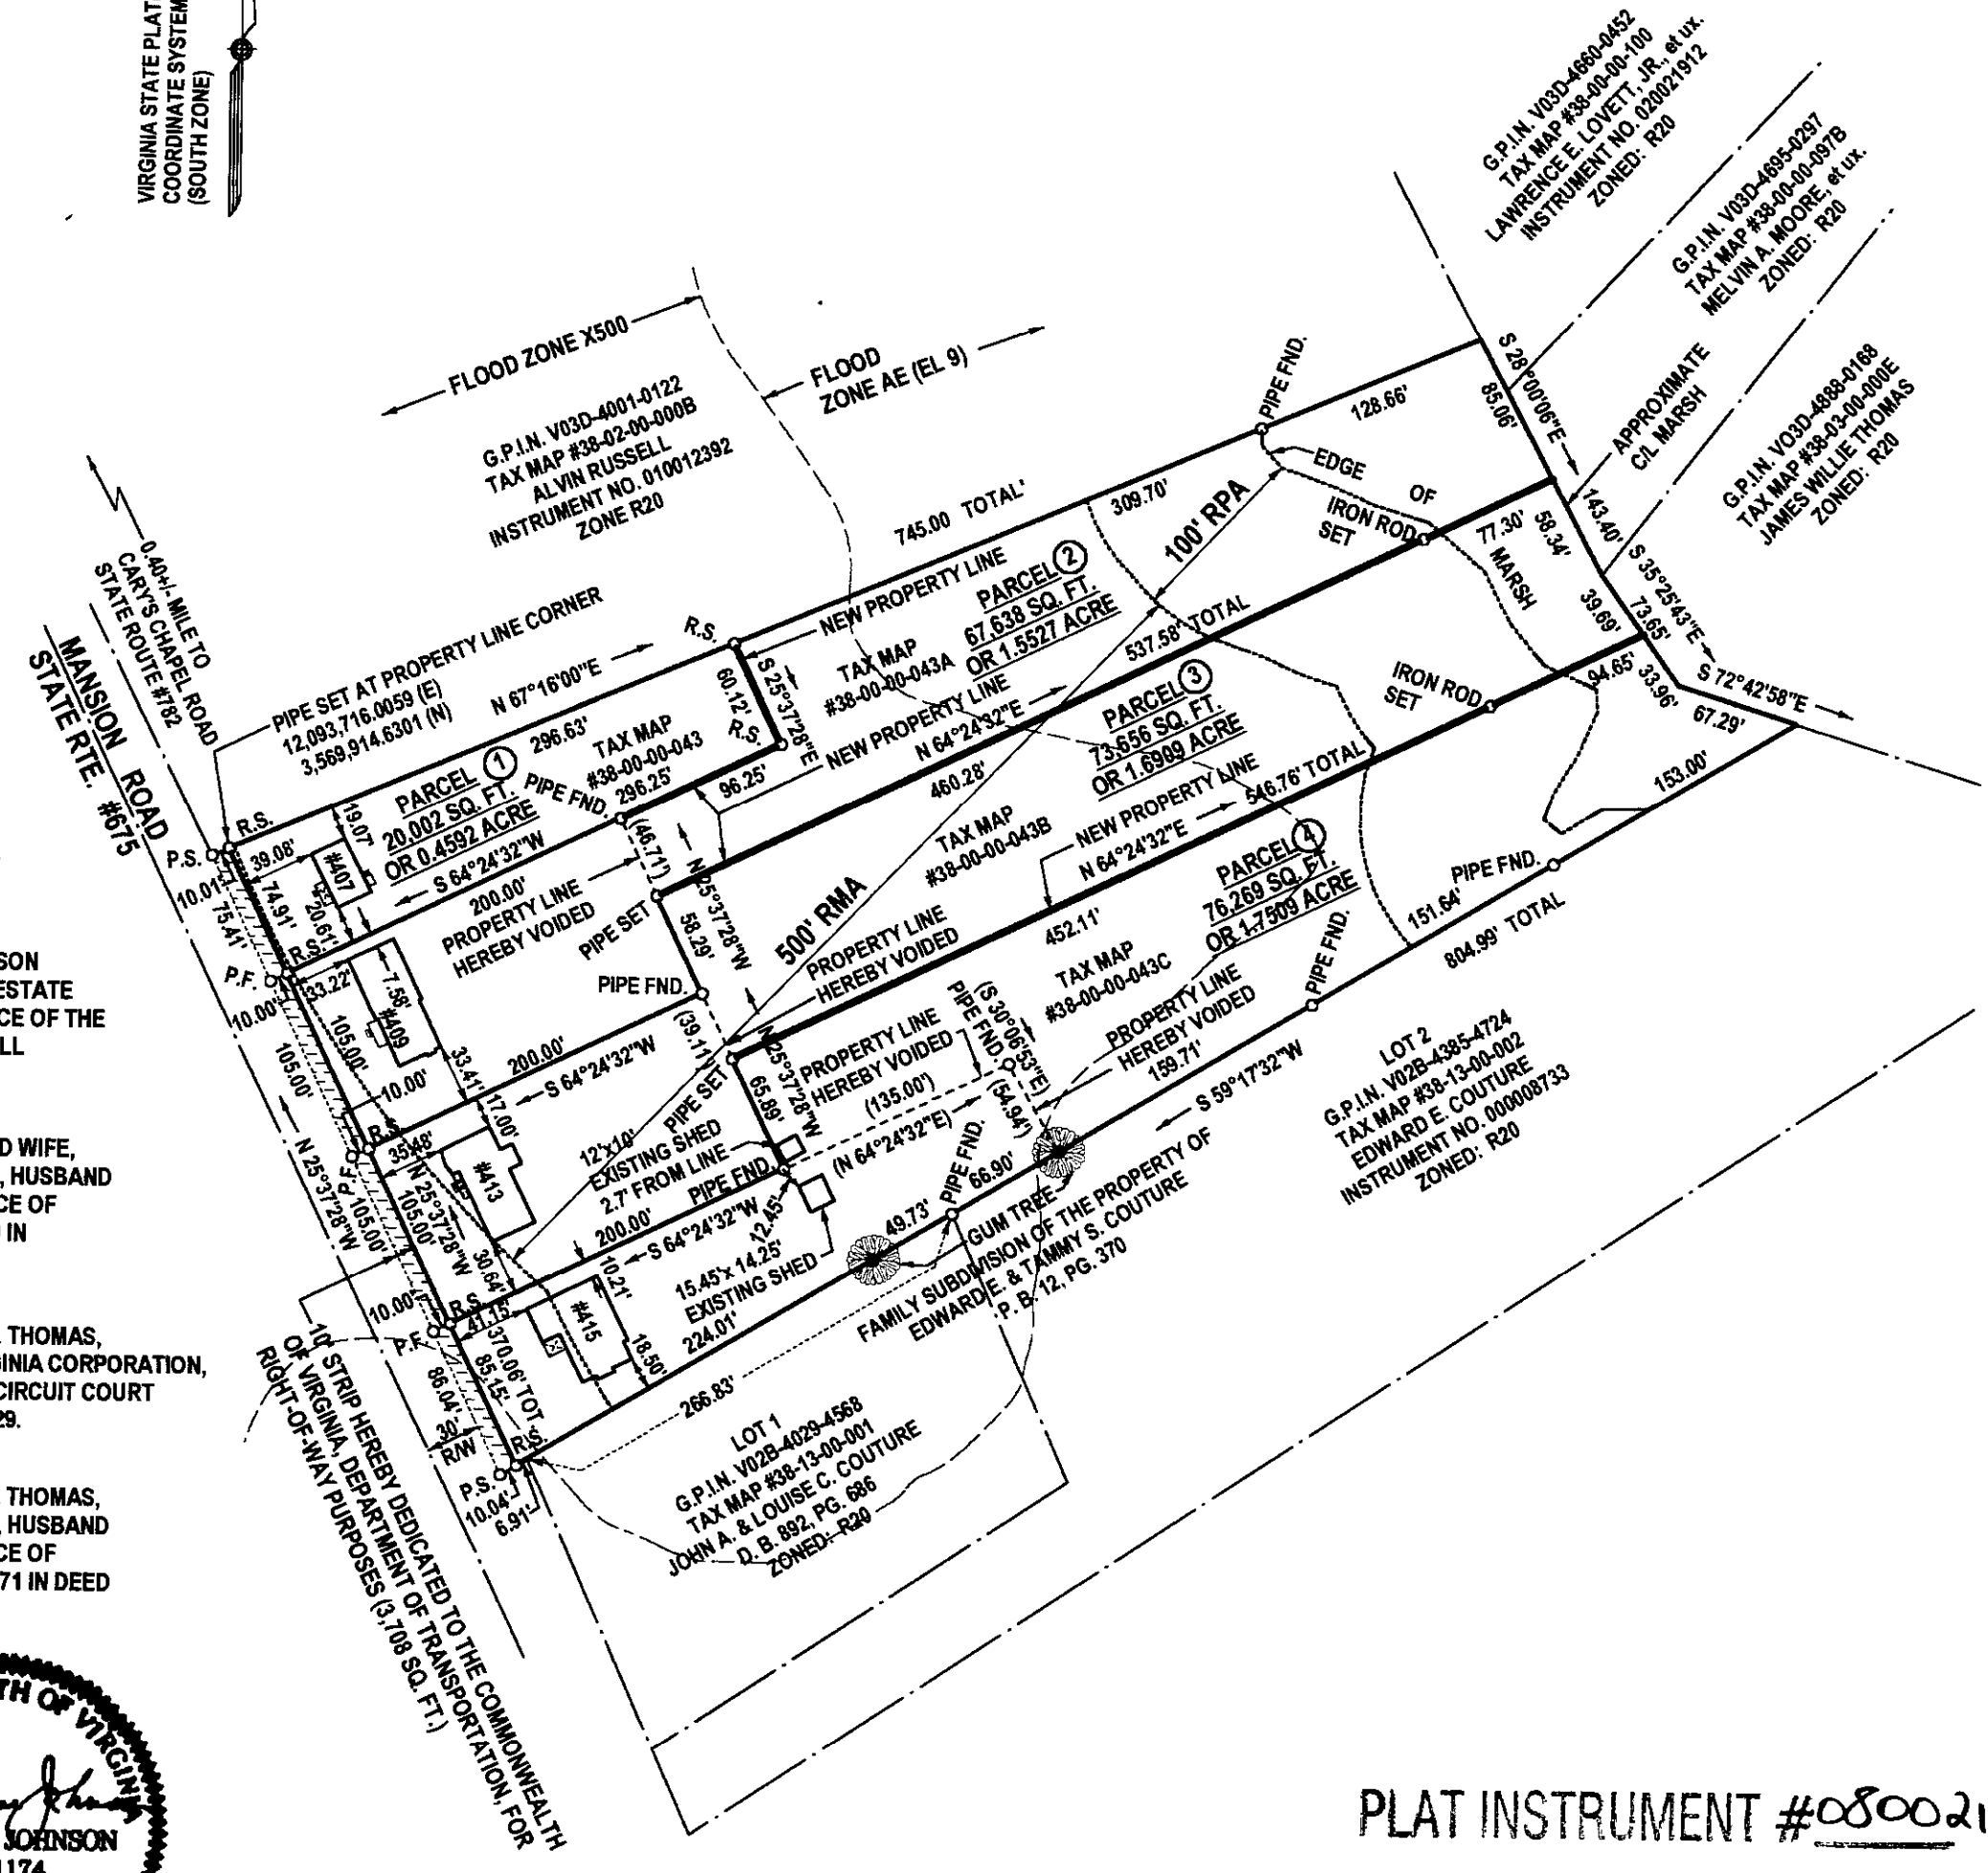 VIRGINIA STATE PLAT
COORDINATE SYSTEM
(SOUTH ZONE)
G.P.I.N. V03D-4660-0452
TAX MAP #38-00-00-100
LAWRENCE E. LOVETT, JR., et ux.
INSTRUMENT NO. 020021912
ZONED: R20
G.P.I.N. V03D-4695-0297
TAX MAP #38-00-00-097B
MELVIN A. MOORE, et ux.
ZONED: R20
G.P.I.N. V03D-4888-0168
TAX MAP #38-03-00-000E
JAMES WILLIE THOMAS
ZONED: R20
APPROXIMATE
C/L MARSH
FLOOD ZONE X500
FLOOD
ZONE AE (EL 9)
G.P.I.N. V03D-4001-0122
TAX MAP #38-02-00-000B
ALVIN RUSSELL
INSTRUMENT NO. 010012392
ZONE R20
0.40+/- MILE TO
CARY'S CHAPEL ROAD
STATE ROUTE #782
MANSION ROAD
STATE RTE. #675
PIPE SET AT PROPERTY LINE CORNER
12,093,716.0059 (E)
3,569,914.6301 (N)
N 67°16'00"E
296.63'
745.00 TOTAL'
309.70'
PIPE FND.
128.66'
S 28°00'06"E
85.06'
143.40'
58.34'
S 35°25'43"E
73.65'
39.69'
33.96'
S 72°42'58"E
67.29'
EDGE
OF
MARSH
IRON ROD
SET
77.30'
100' RPA
R.S.
NEW PROPERTY LINE
S 25°37'28"E
60.12'
R.S.
PARCEL 2
67,638 SQ. FT.
OR 1.5527 ACRE
TAX MAP
#38-00-00-043A
537.58' TOTAL
NEW PROPERTY LINE
N 64°24'32"E
460.28'
PARCEL 1
20,002 SQ. FT.
OR 0.4592 ACRE
TAX MAP
#38-00-00-043
PIPE FND.
296.25'
96.25'
(46.71')
S 64°24'32"W
200.00'
PROPERTY LINE
HEREBY VOIDED
PIPE SET
N 25°37'28"W
58.29'
PIPE FND.
500' RMA
PARCEL 3
73,656 SQ. FT.
OR 1.6909 ACRE
TAX MAP
#38-00-00-043B
IRON ROD
SET
94.65'
546.76' TOTAL
NEW PROPERTY LINE
N 64°24'32"E
452.11'
PROPERTY LINE
HEREBY VOIDED
PARCEL 4
76,269 SQ. FT.
OR 1.7509 ACRE
TAX MAP
#38-00-00-043C
153.00'
PIPE FND.
151.64'
804.99' TOTAL
PIPE FND.
PROPERTY LINE
HEREBY VOIDED
159.71'
S 59°17'32"W
PIPE FND.
(S 30°06'53"E)
(54.94')
PROPERTY LINE
HEREBY VOIDED
(135.00')
(N 64°24'32"E)
(39.11')
PIPE SET
N 25°37'28"W
65.89'
R.S.
P.S.
39.08'
19.07'
#407
10.01'
75.41'
74.91'
20.61'
R.S.
P.F.
10.00'
33.22'
7.58'
#409
105.00'
105.00'
33.41'
200.00'
S 64°24'32"W
10.00'
17.00'
R.S.
P.F.
35.48'
#413
N 25°37'28"W
105.00'
N 25°37'28"W
105.00'
30.64'
12'x10'
EXISTING SHED
2.7' FROM LINE
PIPE FND.
200.00'
S 64°24'32"W
12.45'
15.45'x 14.25'
EXISTING SHED
10.21'
10.00'
R.S.
P.F.
41.15'
#415
18.50'
224.01'
49.73'
PIPE FND.
66.90'
GUM TREE
FAMILY SUBDIVISION OF THE PROPERTY OF
EDWARD E. & TAMMY S. COUTURE
P. B. 12, PG. 370
370.06' TOT.
86.04'
85.15'
30'
R/W
R.S.
P.S.
10.04'
6.91'
266.83'
LOT 2
G.P.I.N. V02B-4385-4724
TAX MAP #38-13-00-002
EDWARD E. COUTURE
INSTRUMENT NO. 000008733
ZONED: R20
LOT 1
G.P.I.N. V02B-4029-4568
TAX MAP #38-13-00-001
JOHN A. & LOUISE C. COUTURE
D. B. 892, PG. 686
ZONED: R20
10' STRIP HEREBY DEDICATED TO THE COMMONWEALTH
OF VIRGINIA, DEPARTMENT OF TRANSPORTATION, FOR
RIGHT-OF-WAY PURPOSES (3,708 SQ. FT.)
SON
ESTATE
CE OF THE
LL
D WIFE,
, HUSBAND
CE OF
IN
. THOMAS,
GINIA CORPORATION,
CIRCUIT COURT
29.
THOMAS,
, HUSBAND
CE OF
71 IN DEED
TH OF VIRGINIA
JOHNSON
1174
PLAT INSTRUMENT #080021